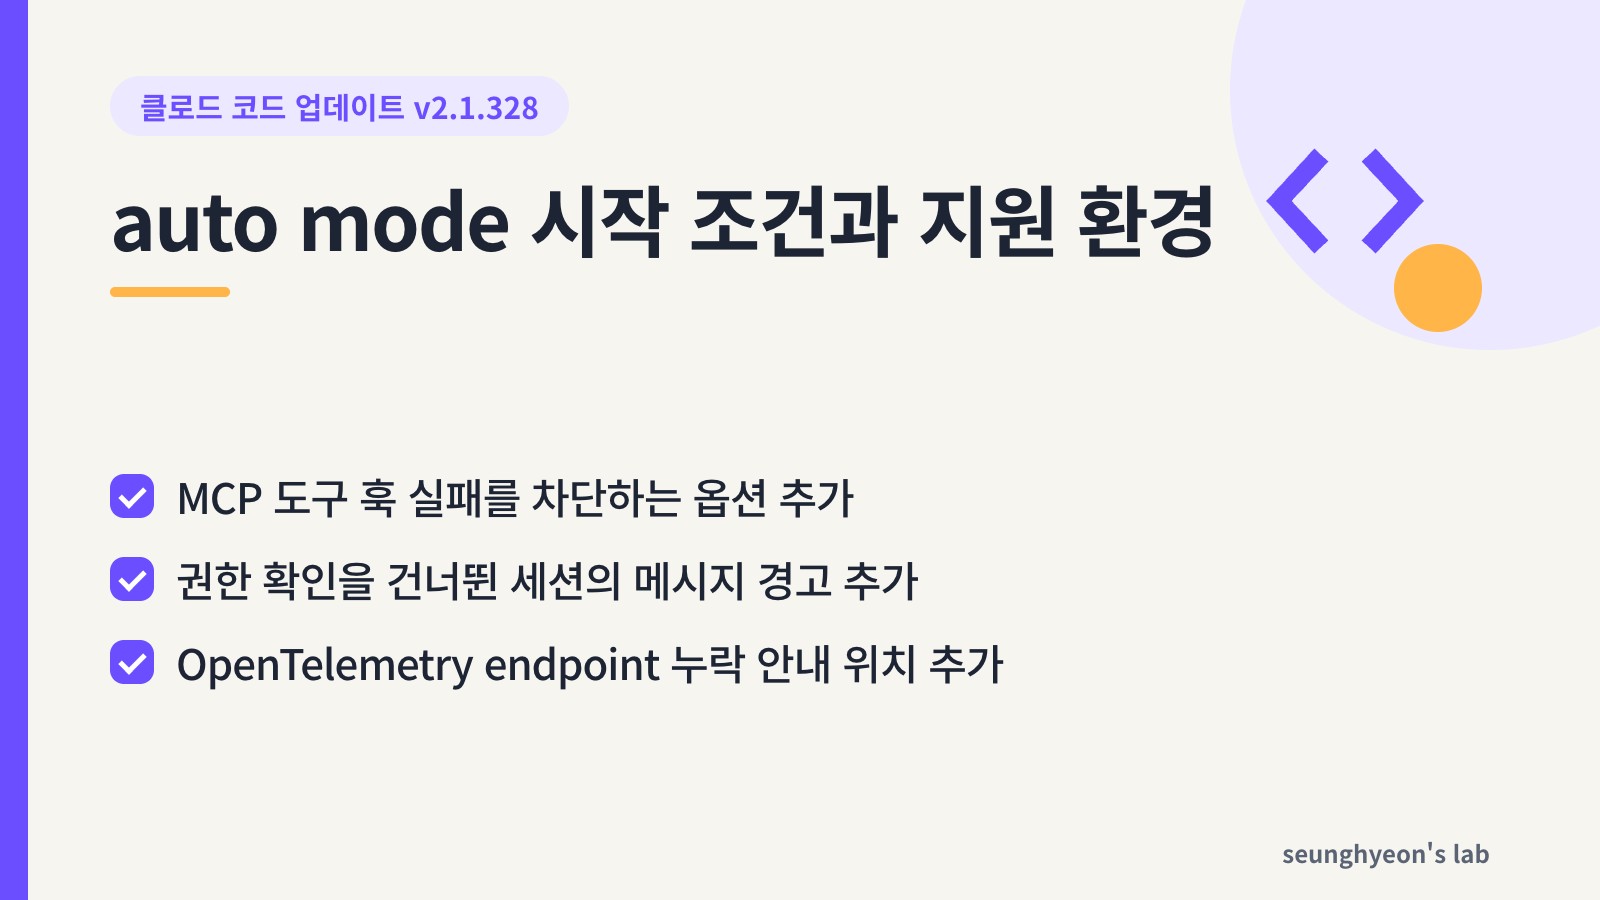 클로드 코드 업데이트 v2.1.328
auto mode 시작 조건과 지원 환경
MCP 도구 훅 실패를 차단하는 옵션 추가
권한 확인을 건너뛴 세션의 메시지 경고 추가
OpenTelemetry endpoint 누락 안내 위치 추가
seunghyeon's lab